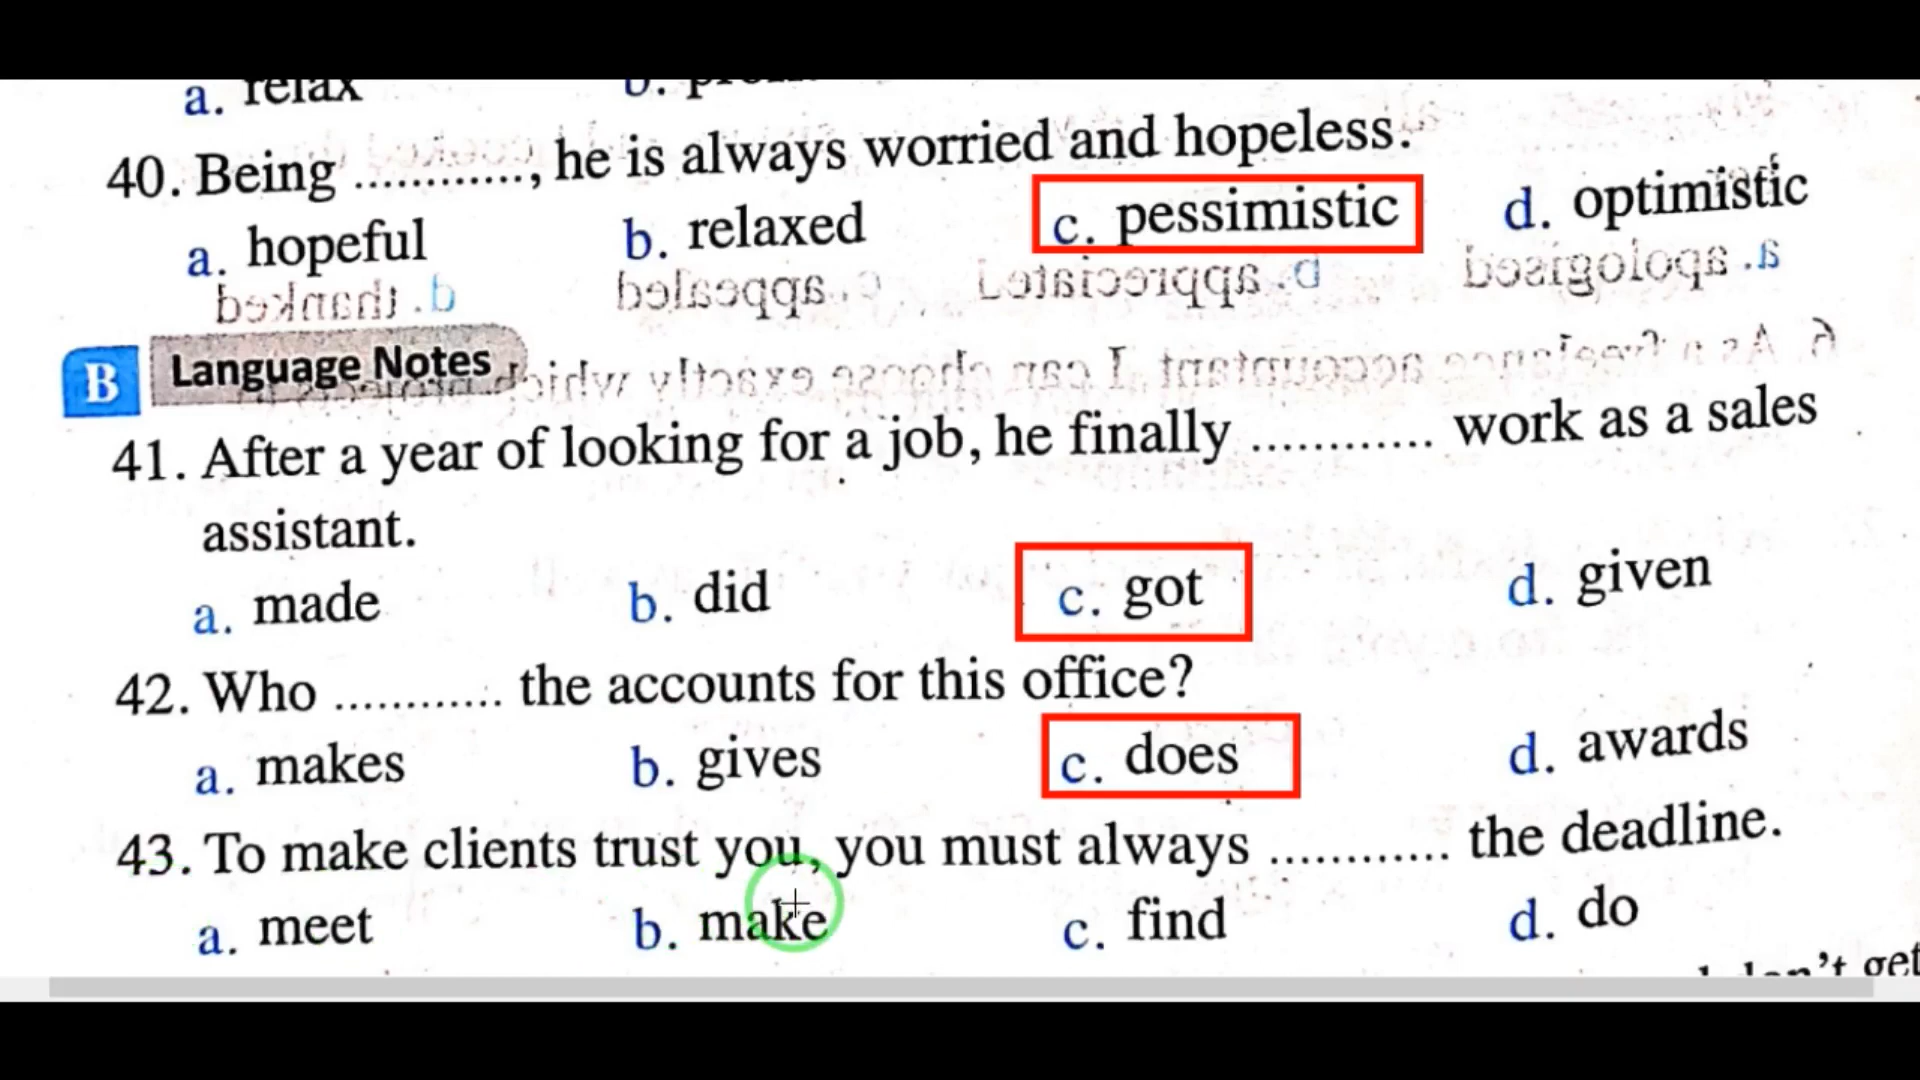 a. relax
40. Being ............, he is always worried and hopeless.
a. hopeful b. relaxed c. pessimistic d. optimistic
B Language Notes
41. After a year of looking for a job, he finally ............ work as a sales
assistant.
a. made b. did c. got d. given
42. Who ............ the accounts for this office?
a. makes b. gives c. does d. awards
43. To make clients trust you, you must always ............ the deadline.
a. meet b. make c. find d. do
get